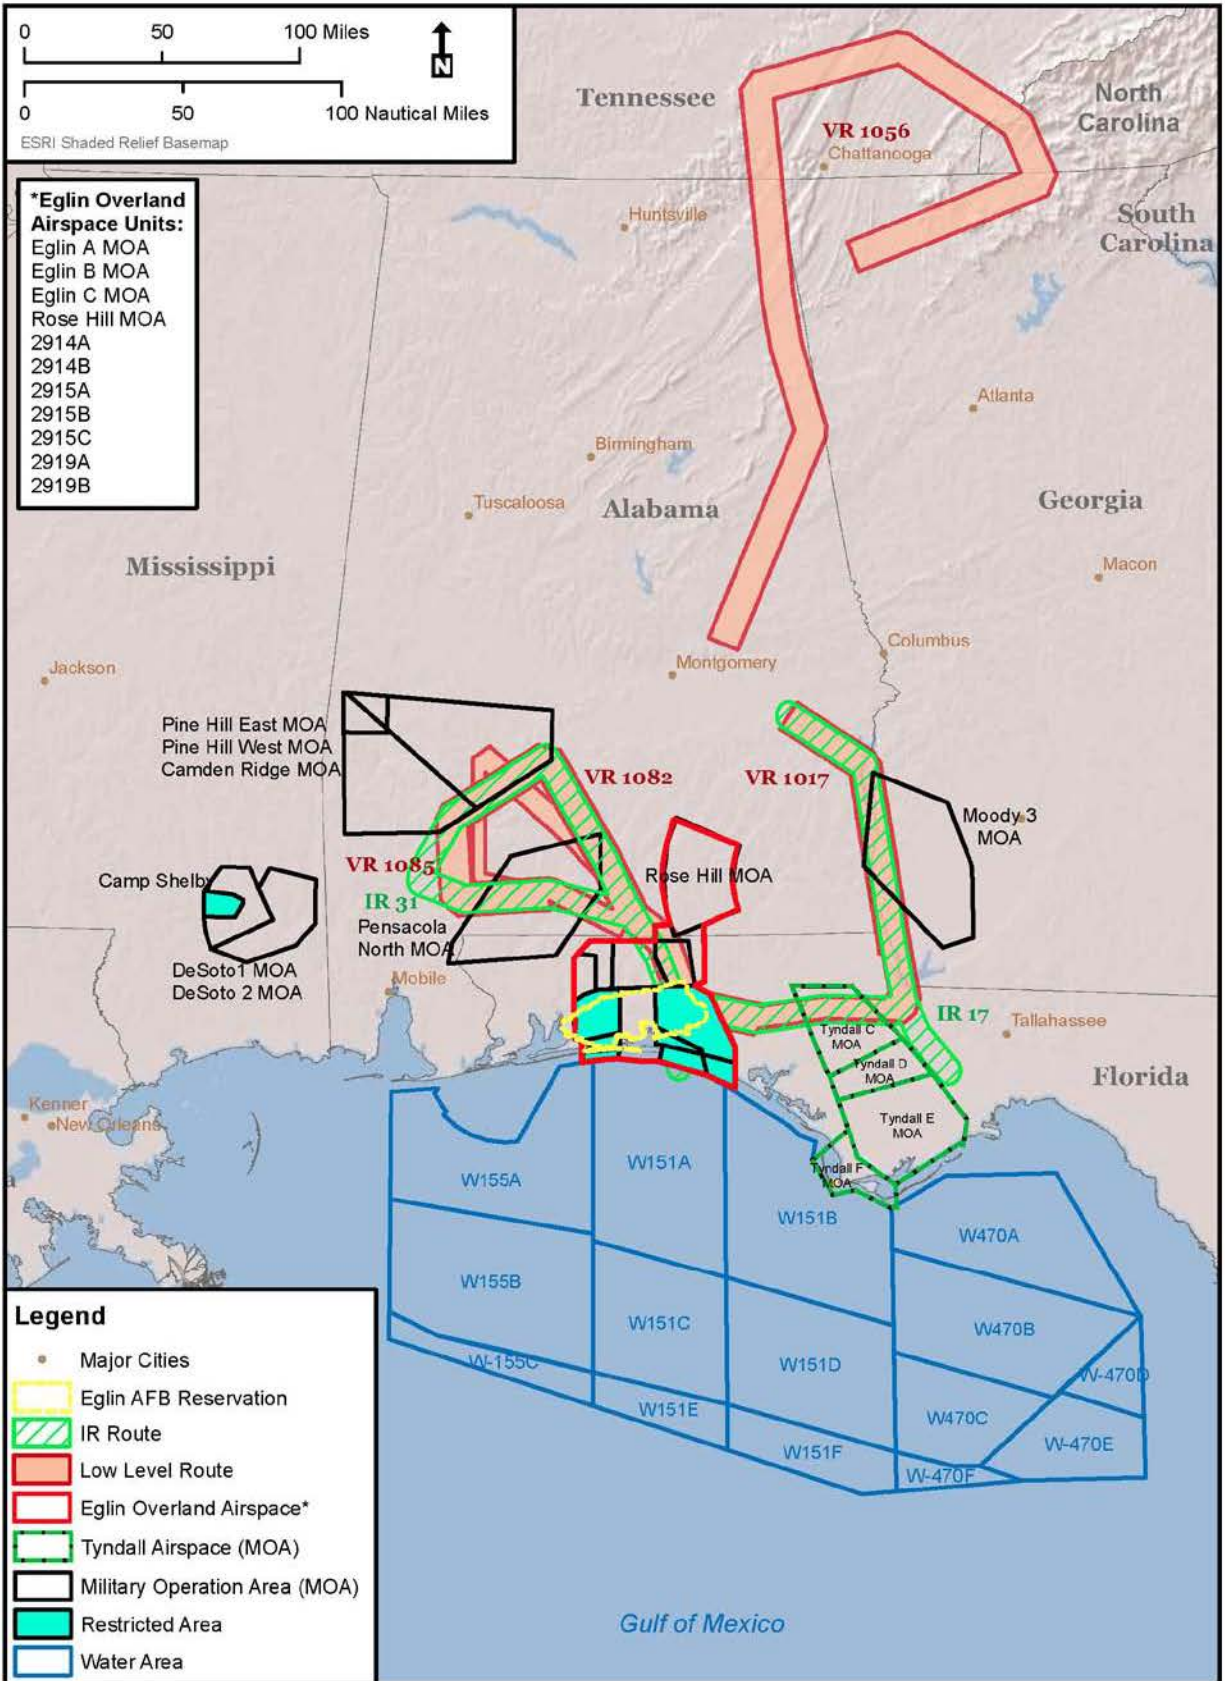 0 50 100 Miles
N
0 50 100 Nautical Miles
ESRI Shaded Relief Basemap
*Eglin Overland
Airspace Units:
Eglin A MOA
Eglin B MOA
Eglin C MOA
Rose Hill MOA
2914A
2914B
2915A
2915B
2915C
2919A
2919B
Tennessee
North
Carolina
VR 1056
Chattanooga
Huntsville
South
Carolina
Atlanta
Birmingham
Tuscaloosa
Alabama
Georgia
Mississippi
Macon
Columbus
Jackson
Montgomery
Pine Hill East MOA
Pine Hill West MOA
Camden Ridge MOA
VR 1082
VR 1017
Moody 3
MOA
VR 1085
Camp Shelby
Rose Hill MOA
IR 31
Pensacola
North MOA
DeSoto1 MOA
DeSoto 2 MOA
Mobile
IR 17
Tallahassee
Tyndall C
MOA
Tyndall D
MOA
Florida
Kenner
New Orleans
Tyndall E
MOA
Tyndall F
MOA
W155A
W151A
W151B
W470A
W155B
W151C
W470B
W-155C
W151D
W-470D
W151E
W470C
W151F
W-470E
W-470F
Legend
Major Cities
Eglin AFB Reservation
IR Route
Low Level Route
Eglin Overland Airspace*
Tyndall Airspace (MOA)
Military Operation Area (MOA)
Restricted Area
Water Area
Gulf of Mexico